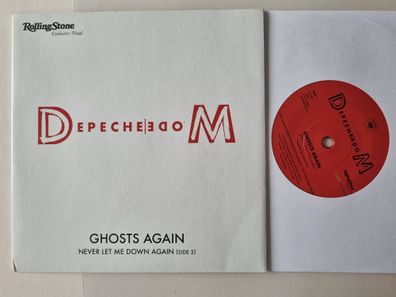 RollingStone
Exclusive Vinyl
DEPECHE MODE
GHOSTS AGAIN
NEVER LET ME DOWN AGAIN (SIDE 2)
DEPECHE MODE
GHOSTS AGAIN